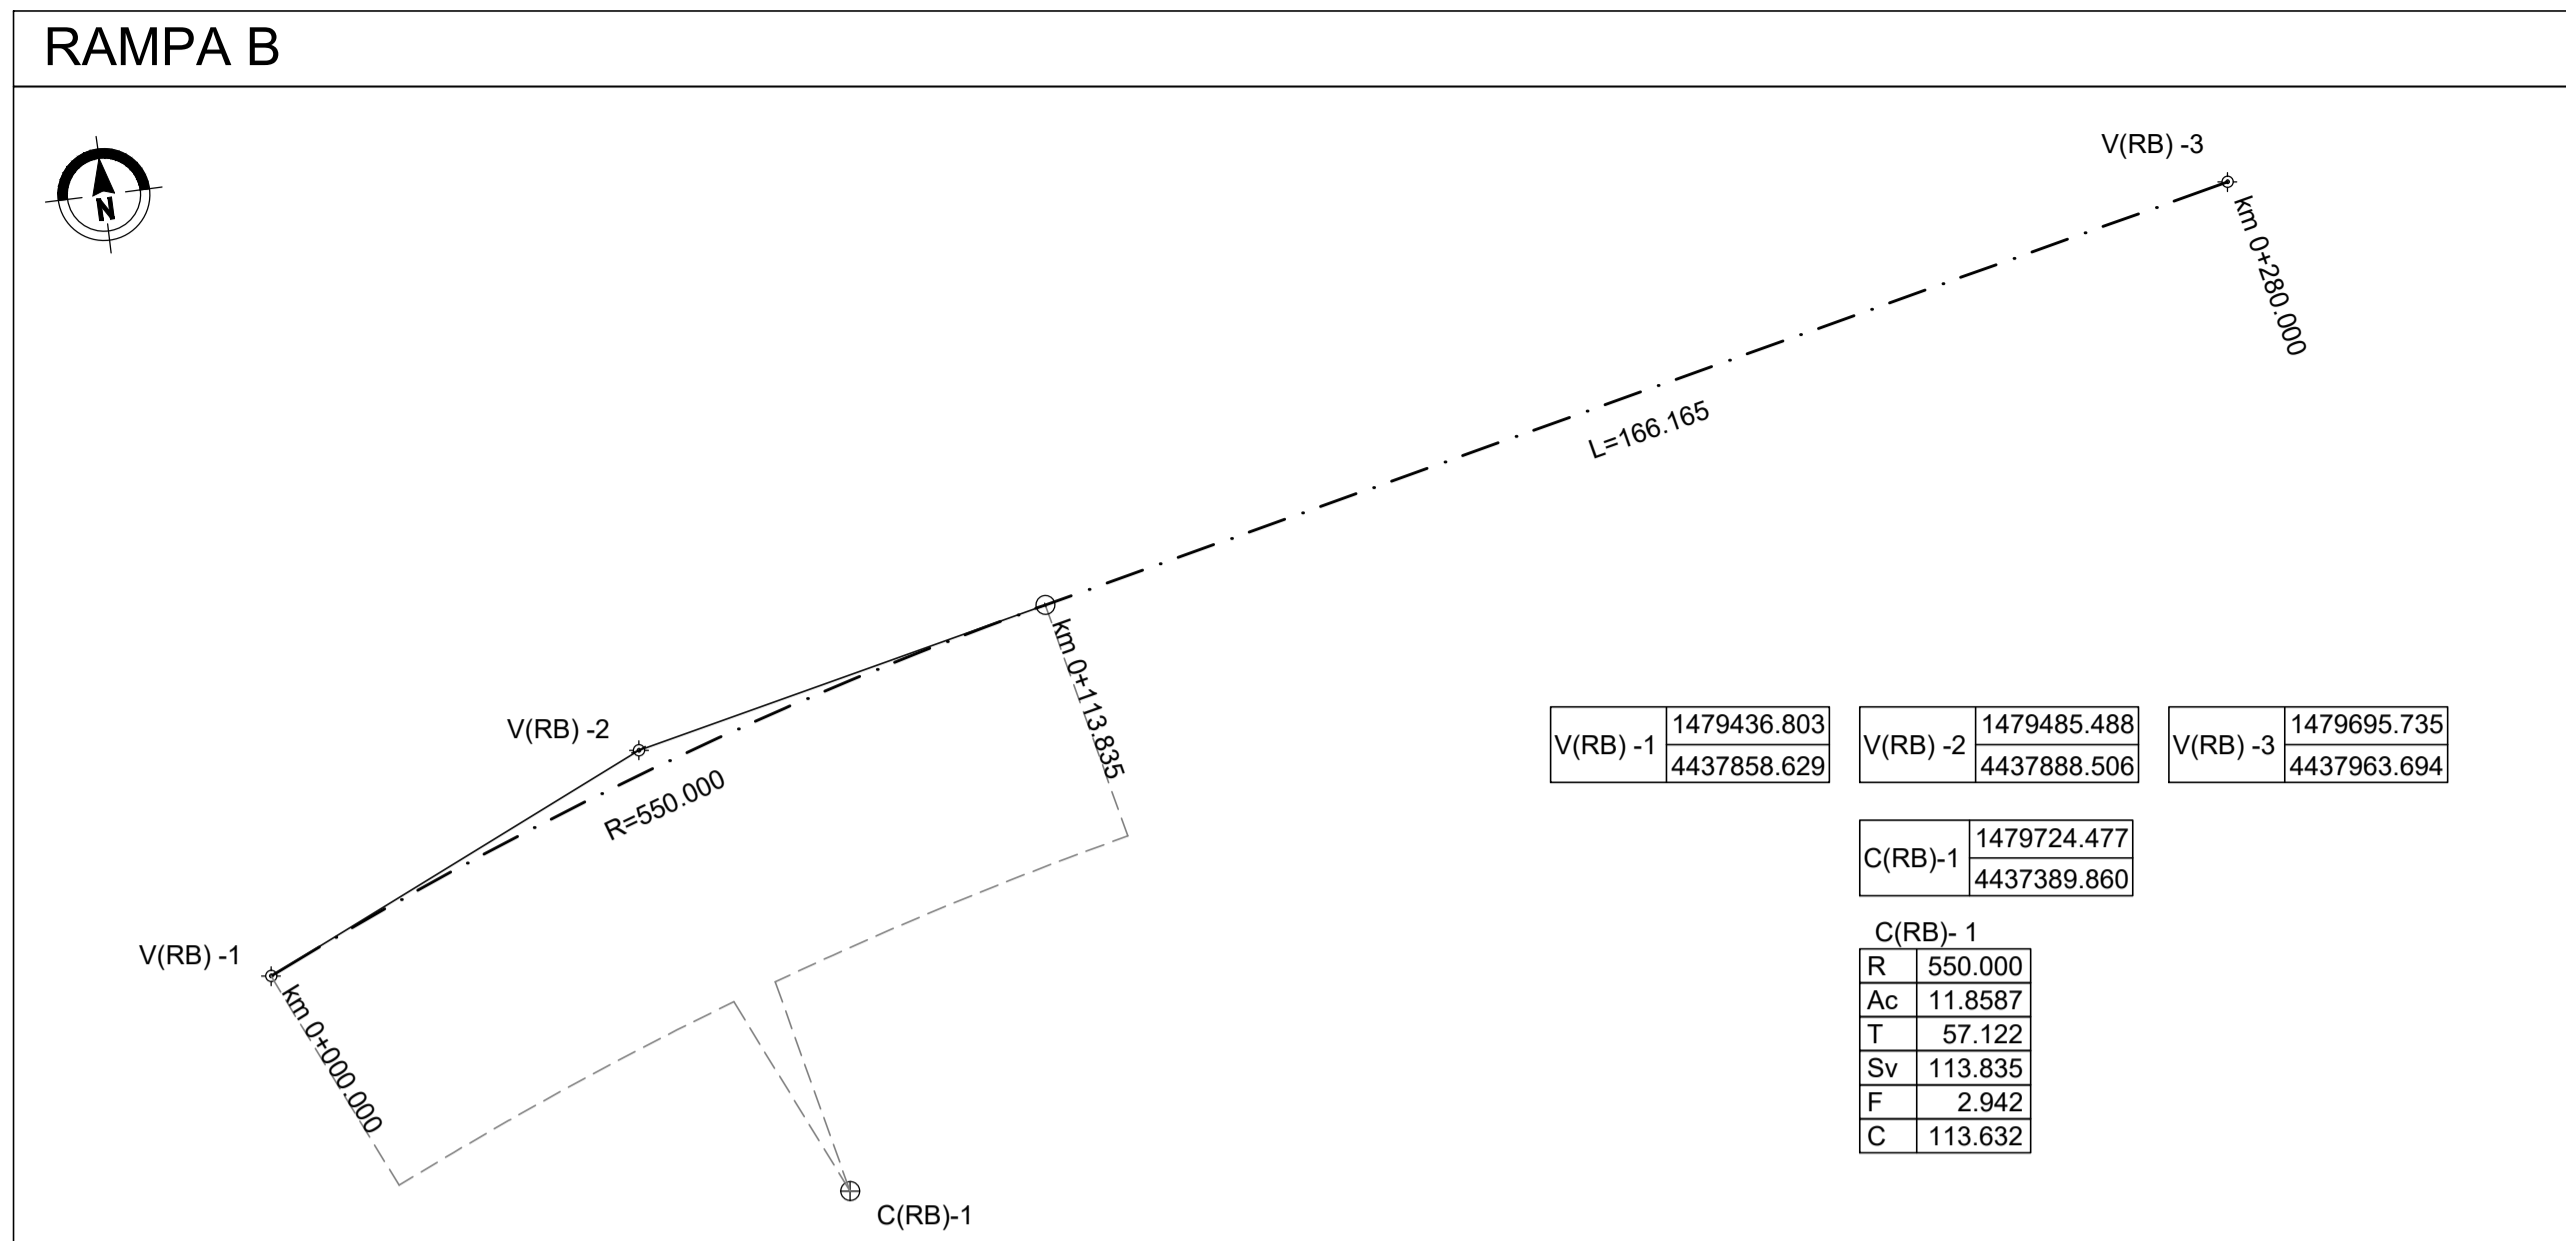 RAMPA B
N
V(RB) -3
km 0+280.000
L=166.165
km 0+113.835
V(RB) -2
R=550.000
V(RB) -1
km 0+000.000
C(RB)-1
V(RB) -1 1479436.803 4437858.629
V(RB) -2 1479485.488 4437888.506
V(RB) -3 1479695.735 4437963.694
C(RB)-1 1479724.477 4437389.860
C(RB)- 1
R 550.000
Ac 11.8587
T 57.122
Sv 113.835
F 2.942
C 113.632